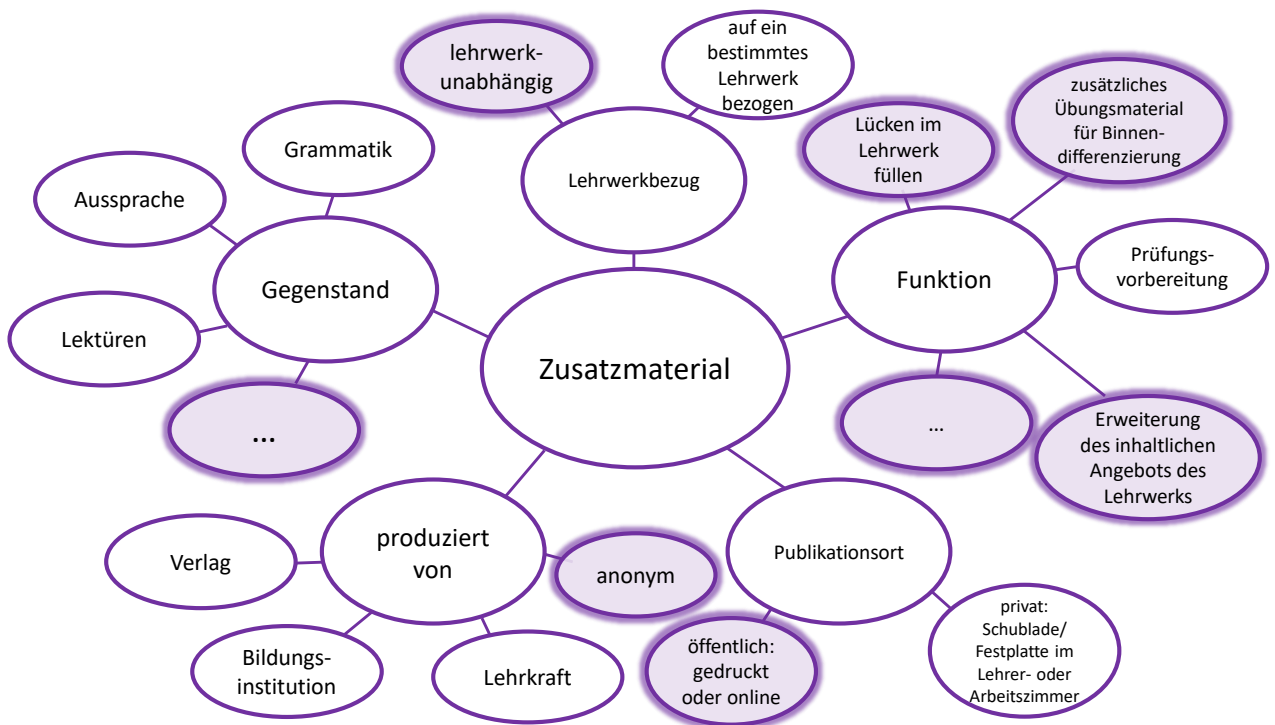 lehrwerk-
unabhängig
auf ein
bestimmtes
Lehrwerk
bezogen
Lehrwerkbezug
Lücken im
Lehrwerk
füllen
zusätzliches
Übungsmaterial
für Binnen-
differenzierung
Prüfungs-
vorbereitung
Funktion
...
Erweiterung
des inhaltlichen
Angebots des
Lehrwerks
Grammatik
Aussprache
Gegenstand
Lektüren
...
Zusatzmaterial
produziert
von
Verlag
anonym
Bildungs-
institution
Lehrkraft
Publikationsort
öffentlich:
gedruckt
oder online
privat:
Schublade/
Festplatte im
Lehrer- oder
Arbeitszimmer